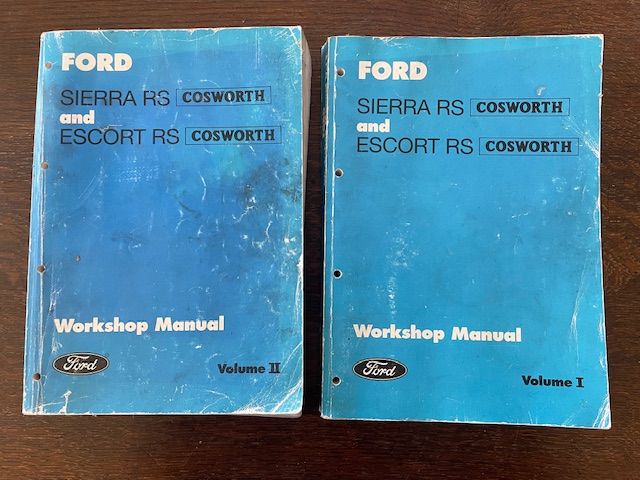 FORD
SIERRA RS COSWORTH
and
ESCORT RS COSWORTH
Workshop Manual
Ford
Volume II
FORD
SIERRA RS COSWORTH
and
ESCORT RS COSWORTH
Workshop Manual
Ford
Volume I